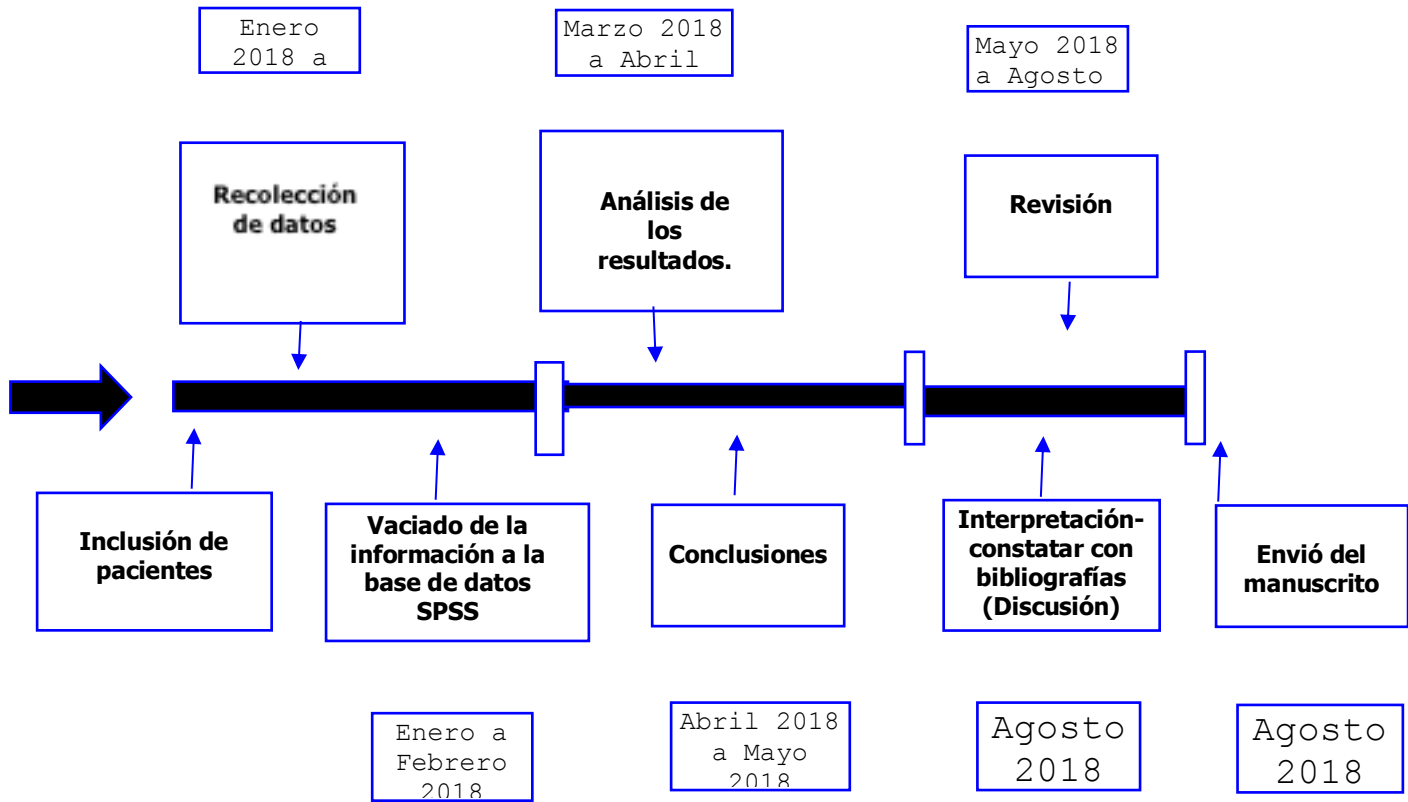 Enero
2018 a
Marzo 2018
a Abril
Mayo 2018
a Agosto
Recolección
de datos
Análisis de
los
resultados.
Revisión
Inclusión de
pacientes
Vaciado de la
información a la
base de datos
SPSS
Conclusiones
Interpretación-
constatar con
bibliografías
(Discusión)
Envió del
manuscrito
Enero a
Febrero
2018
Abril 2018
a Mayo
2018
Agosto
2018
Agosto
2018